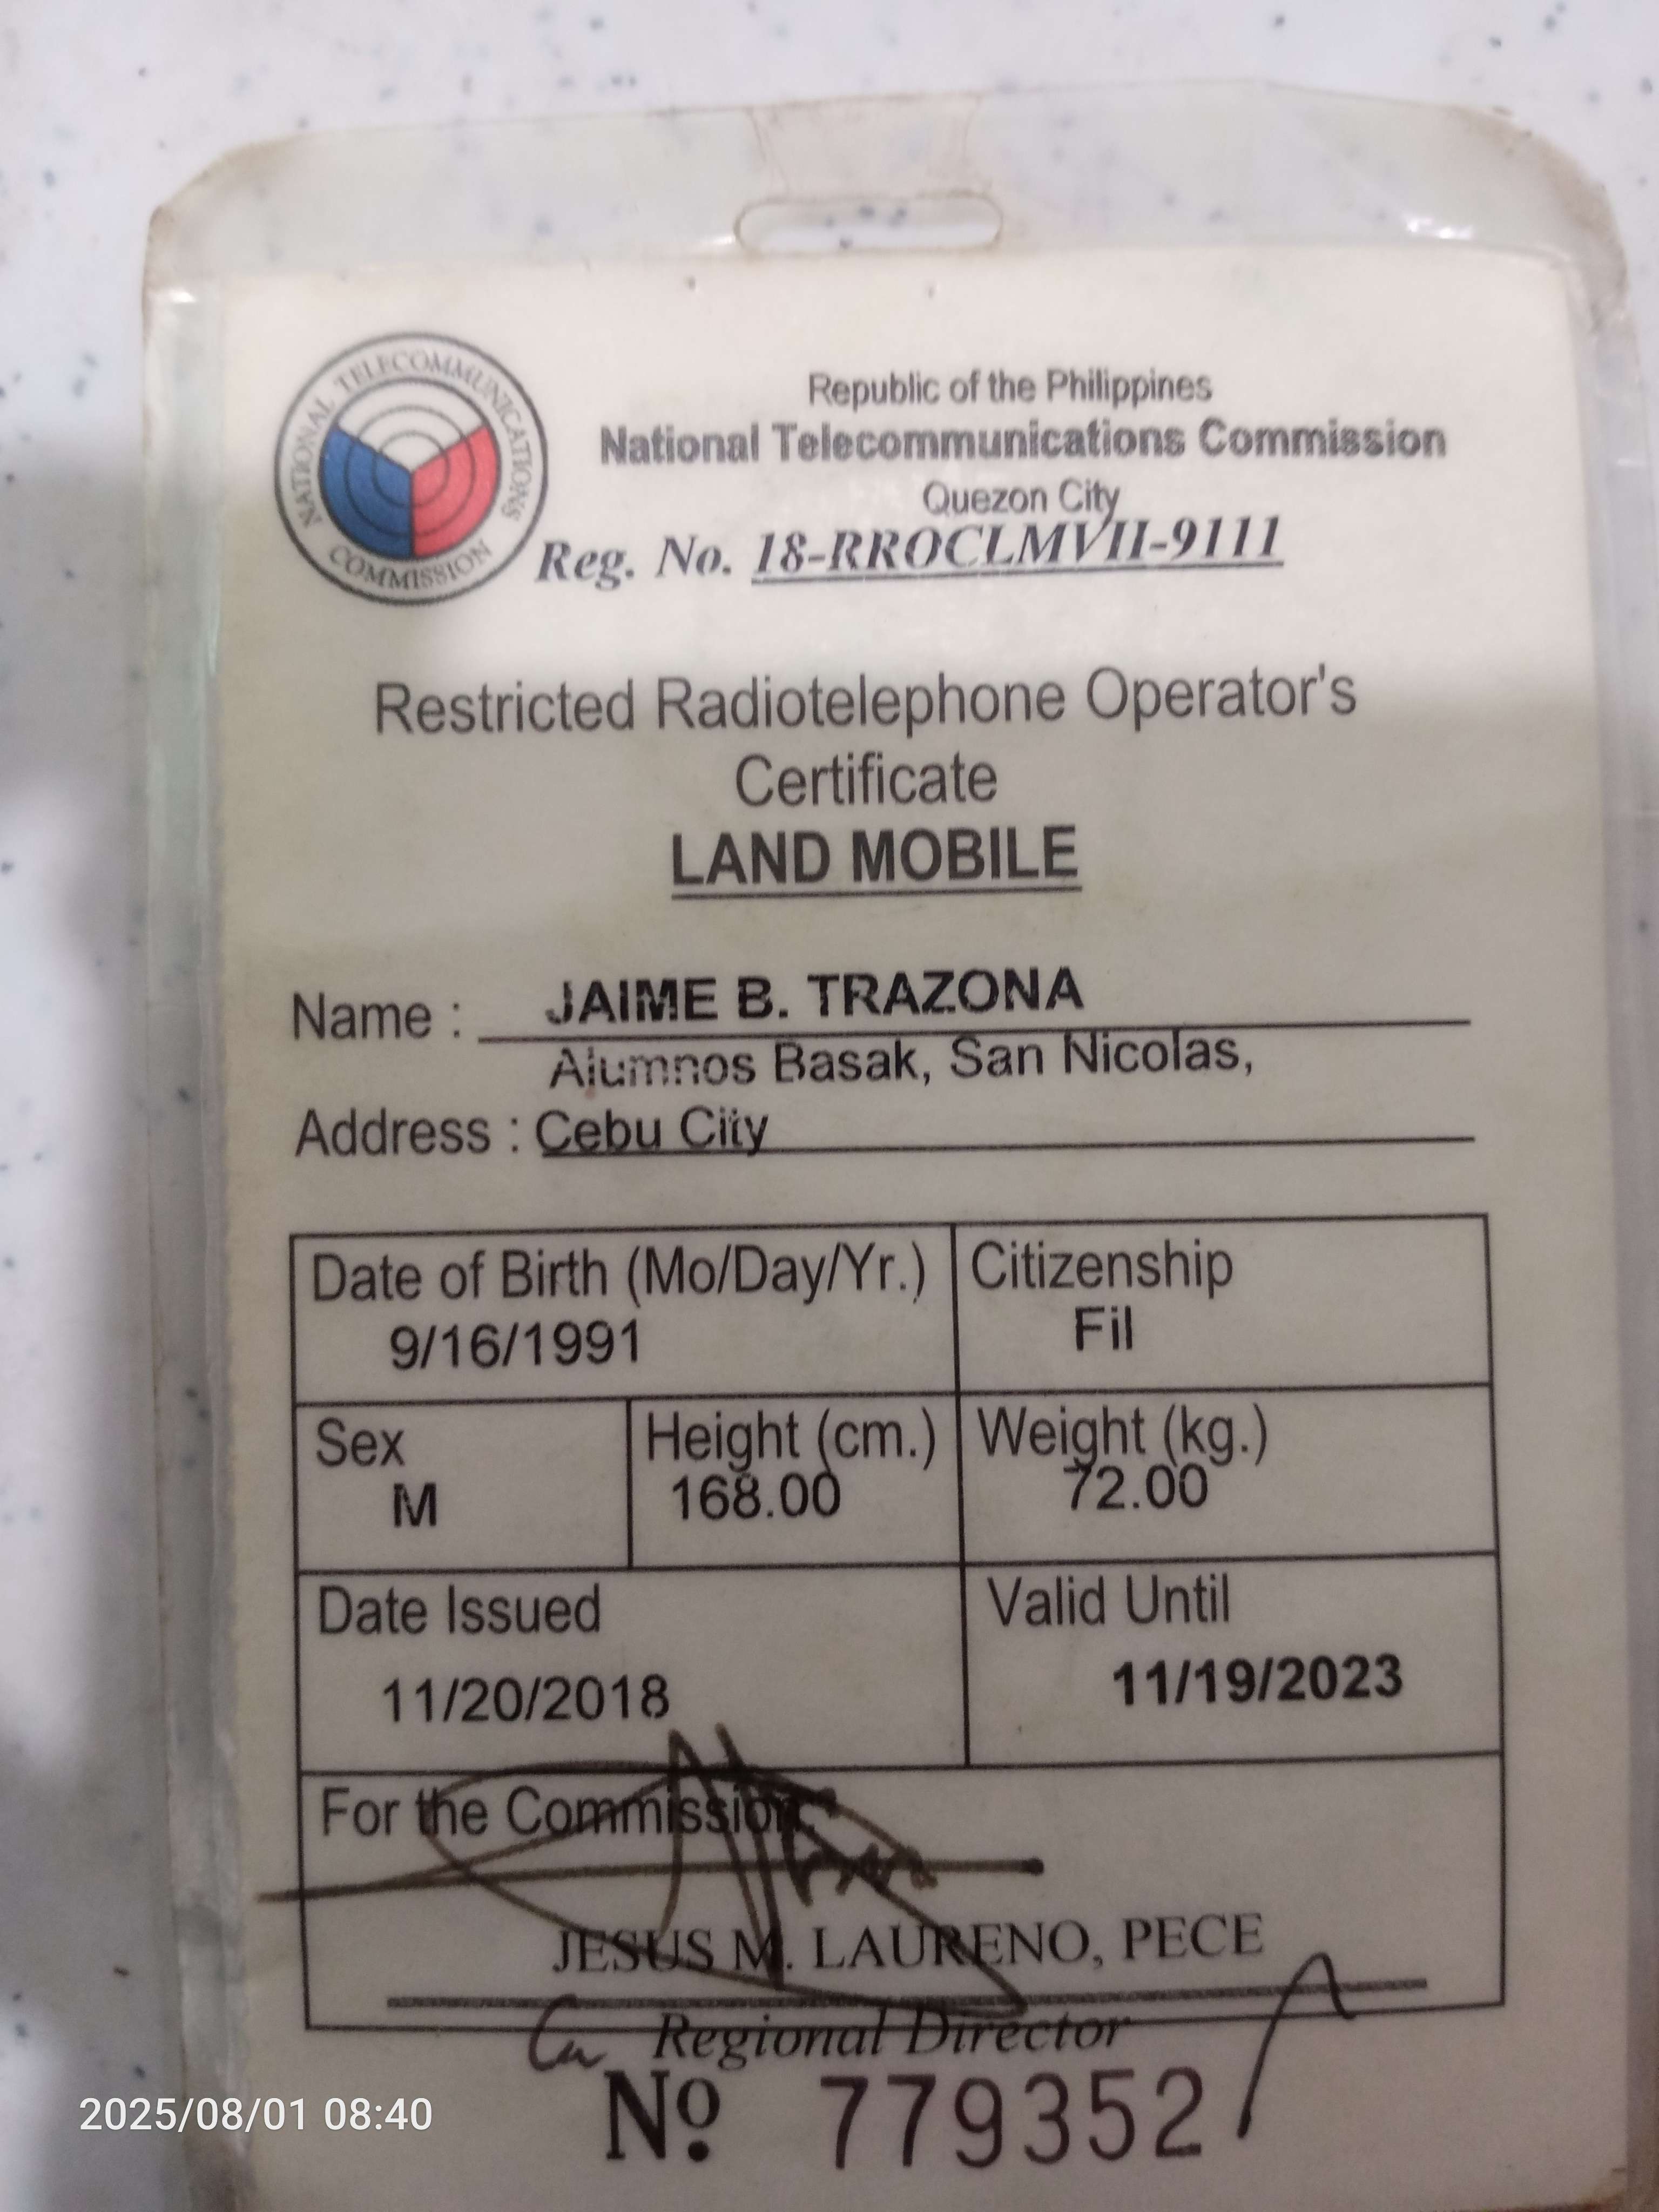 NATIONAL TELECOMMUNICATIONS COMMISSION
Republic of the Philippines
National Telecommunications Commission
Quezon City
Reg. No. 18-RROCLMVII-9111
Restricted Radiotelephone Operator's
Certificate
LAND MOBILE
Name : JAIME B. TRAZONA
Alumnos Basak, San Nicolas,
Address : Cebu City
Date of Birth (Mo/Day/Yr.) Citizenship
9/16/1991 Fil
Sex Height (cm.) Weight (kg.)
M 168.00 72.00
Date Issued Valid Until
11/20/2018 11/19/2023
For the Commission:
JESUS M. LAURENO, PECE
Regional Director
Nº 779352
2025/08/01 08:40